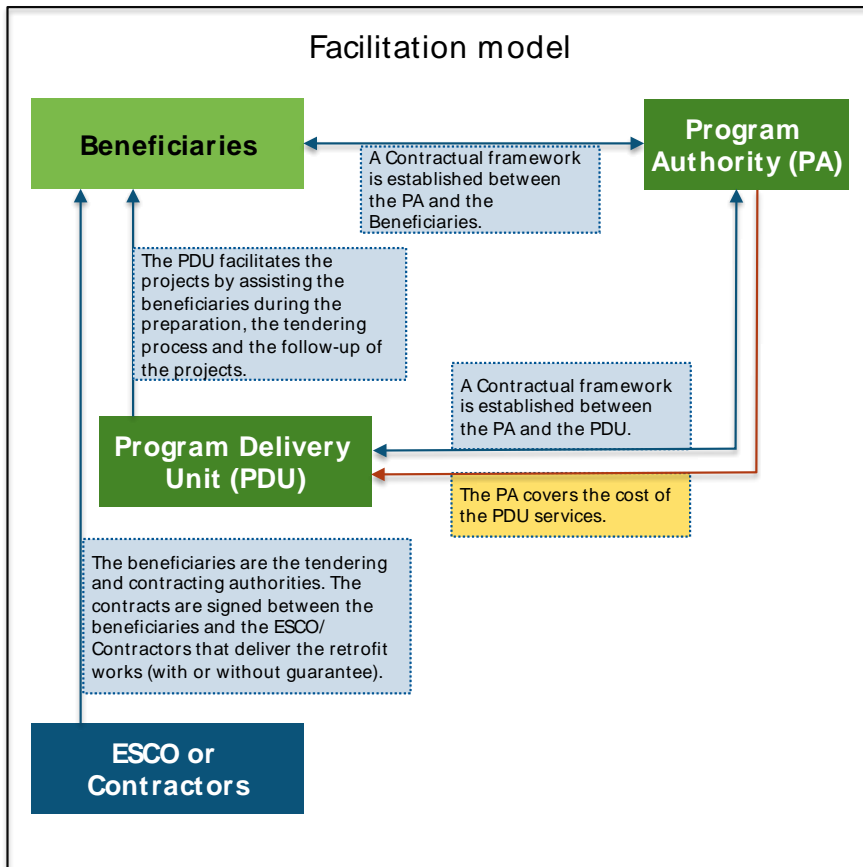 Facilitation model
Beneficiaries
Program
Authority (PA)
A Contractual framework
is established between
the PA and the
Beneficiaries.
The PDU facilitates the
projects by assisting the
beneficiaries during the
preparation, the tendering
process and the follow-up of
the projects.
A Contractual framework
is established between
the PA and the PDU.
Program Delivery
Unit (PDU)
The PA covers the cost of
the PDU services.
The beneficiaries are the tendering
and contracting authorities. The
contracts are signed between the
beneficiaries and the ESCO/
Contractors that deliver the retrofit
works (with or without guarantee).
ESCO or
Contractors